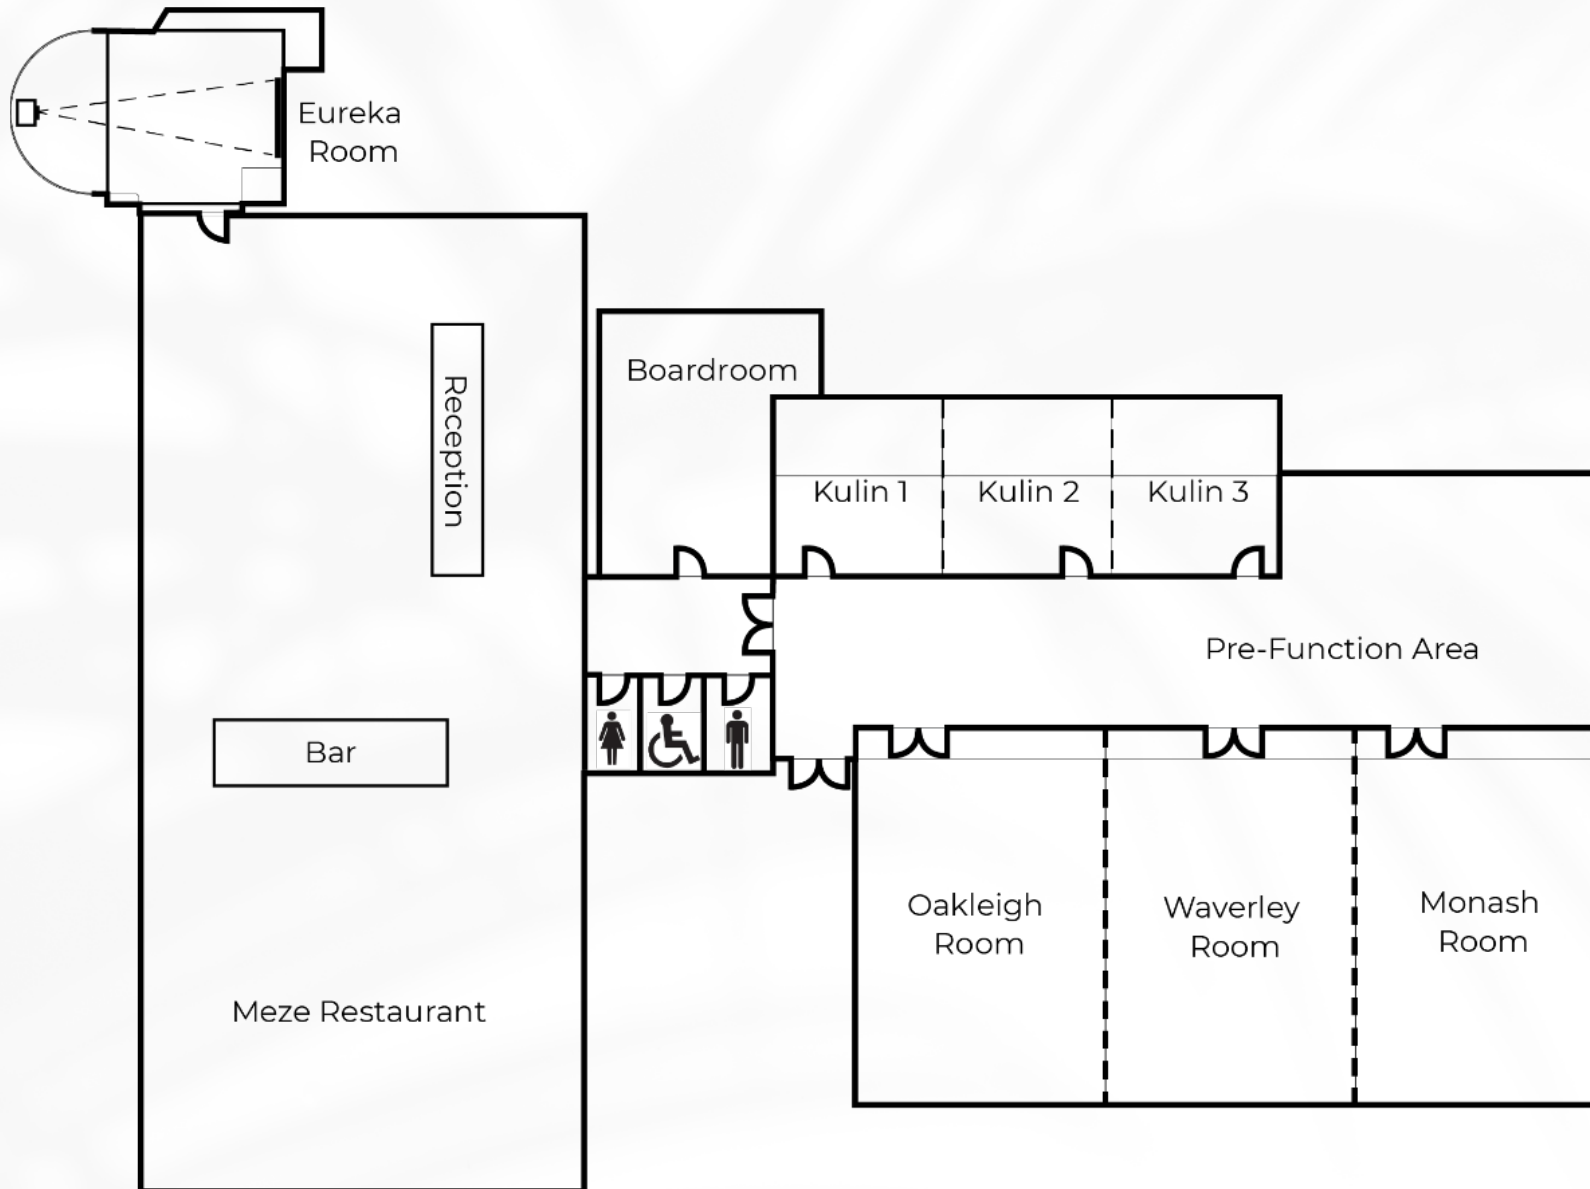 Eureka
Room
Boardroom
Reception
Kulin 1
Kulin 2
Kulin 3
Pre-Function Area
Bar
Oakleigh
Room
Waverley
Room
Monash
Room
Meze Restaurant